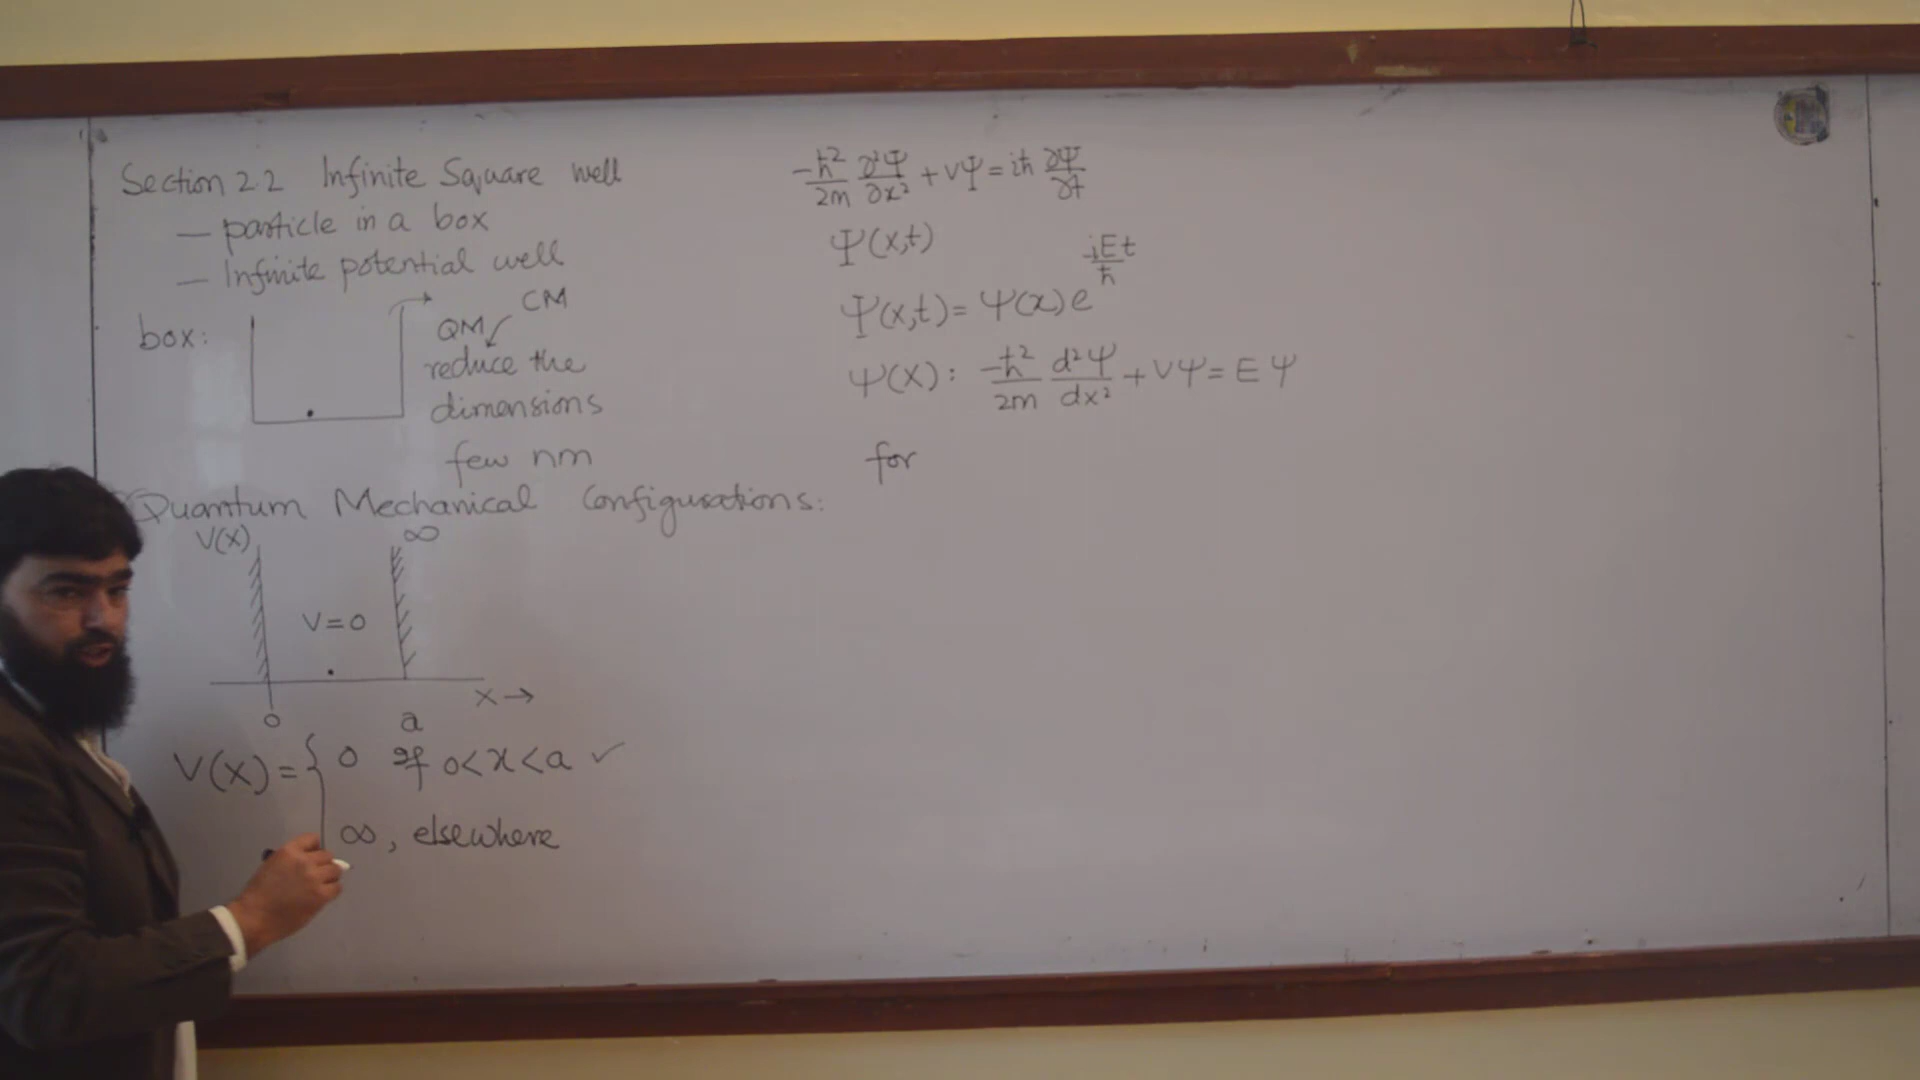 Section 2.2 Infinite Square well
— particle in a box
— Infinite potential well
box:
CM
QM
reduce the
dimensions
few nm
Quantum Mechanical Configurations:
V(x)
∞
V=0
x →
0
a
V(x) = { 0 if 0<x<a ✓
∞, elsewhere
-ħ²/2m ∂²Ψ/∂x² + VΨ = iħ ∂Ψ/∂t
Ψ(x,t)
Ψ(x,t) = ψ(x) e^(-iEt/ħ)
ψ(x): -ħ²/2m d²ψ/dx² + Vψ = Eψ
for